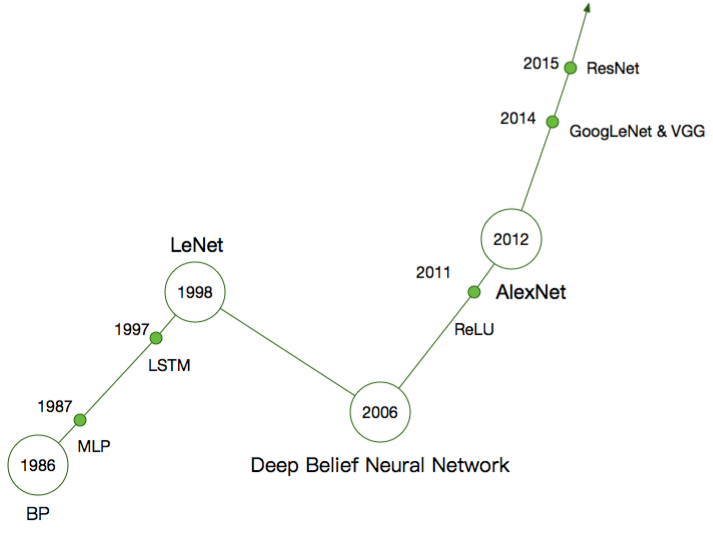 2015
ResNet
2014
GoogLeNet & VGG
2012
AlexNet
2011
ReLU
LeNet
1998
1997
LSTM
1987
MLP
1986
BP
2006
Deep Belief Neural Network